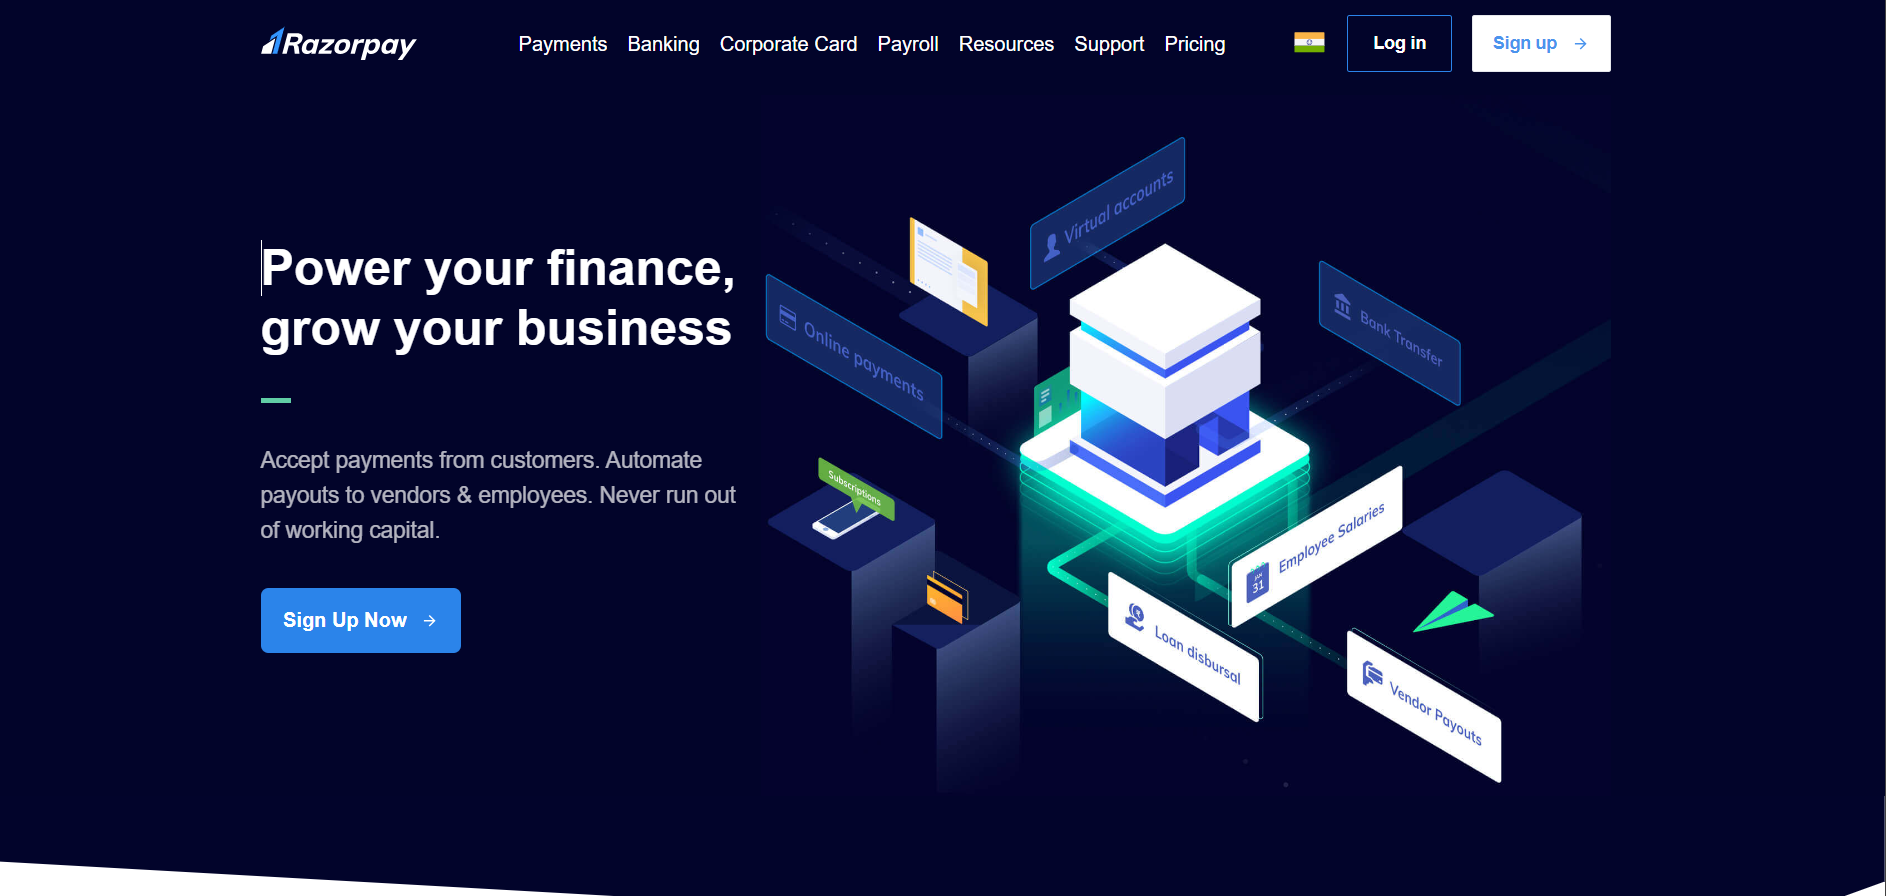 Razorpay
Payments Banking Corporate Card Payroll Resources Support Pricing
Log in
Sign up
Power your finance,
grow your business
Accept payments from customers. Automate
payouts to vendors & employees. Never run out
of working capital.
Sign Up Now
Virtual accounts
Online payments
Bank Transfer
Subscriptions
Employee Salaries
JAN
31
Loan disbursal
Vendor Payouts